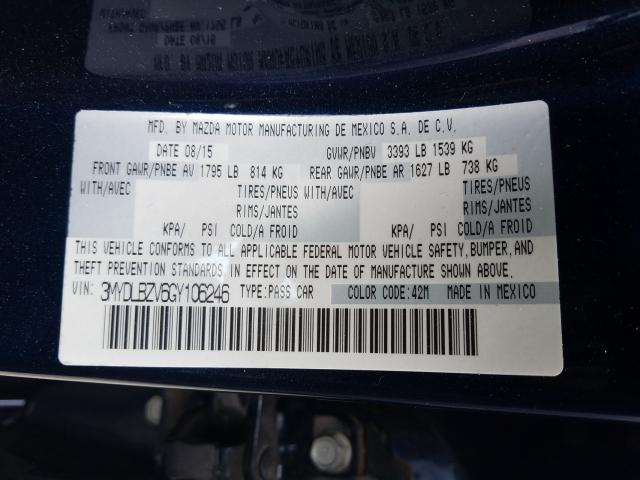 MFD. BY MAZDA MOTOR MANUFACTURING DE MEXICO S.A. DE C.V.
DATE 08/15 GVWR/PNBV 3393 LB 1539 KG
FRONT GAWR/PNBE AV 1795 LB 814 KG REAR GAWR/PNBE AR 1627 LB 738 KG
WITH/AVEC TIRES/PNEUS WITH/AVEC TIRES/PNEUS
RIMS/JANTES RIMS/JANTES
KPA/ PSI COLD/A FROID KPA/ PSI COLD/A FROID
THIS VEHICLE CONFORMS TO ALL APPLICABLE FEDERAL MOTOR VEHICLE SAFETY, BUMPER, AND
THEFT PREVENTION STANDARDS IN EFFECT ON THE DATE OF MANUFACTURE SHOWN ABOVE.
VIN: 3MYDLBZV6GY106246 TYPE:PASS CAR COLOR CODE:42M MADE IN MEXICO